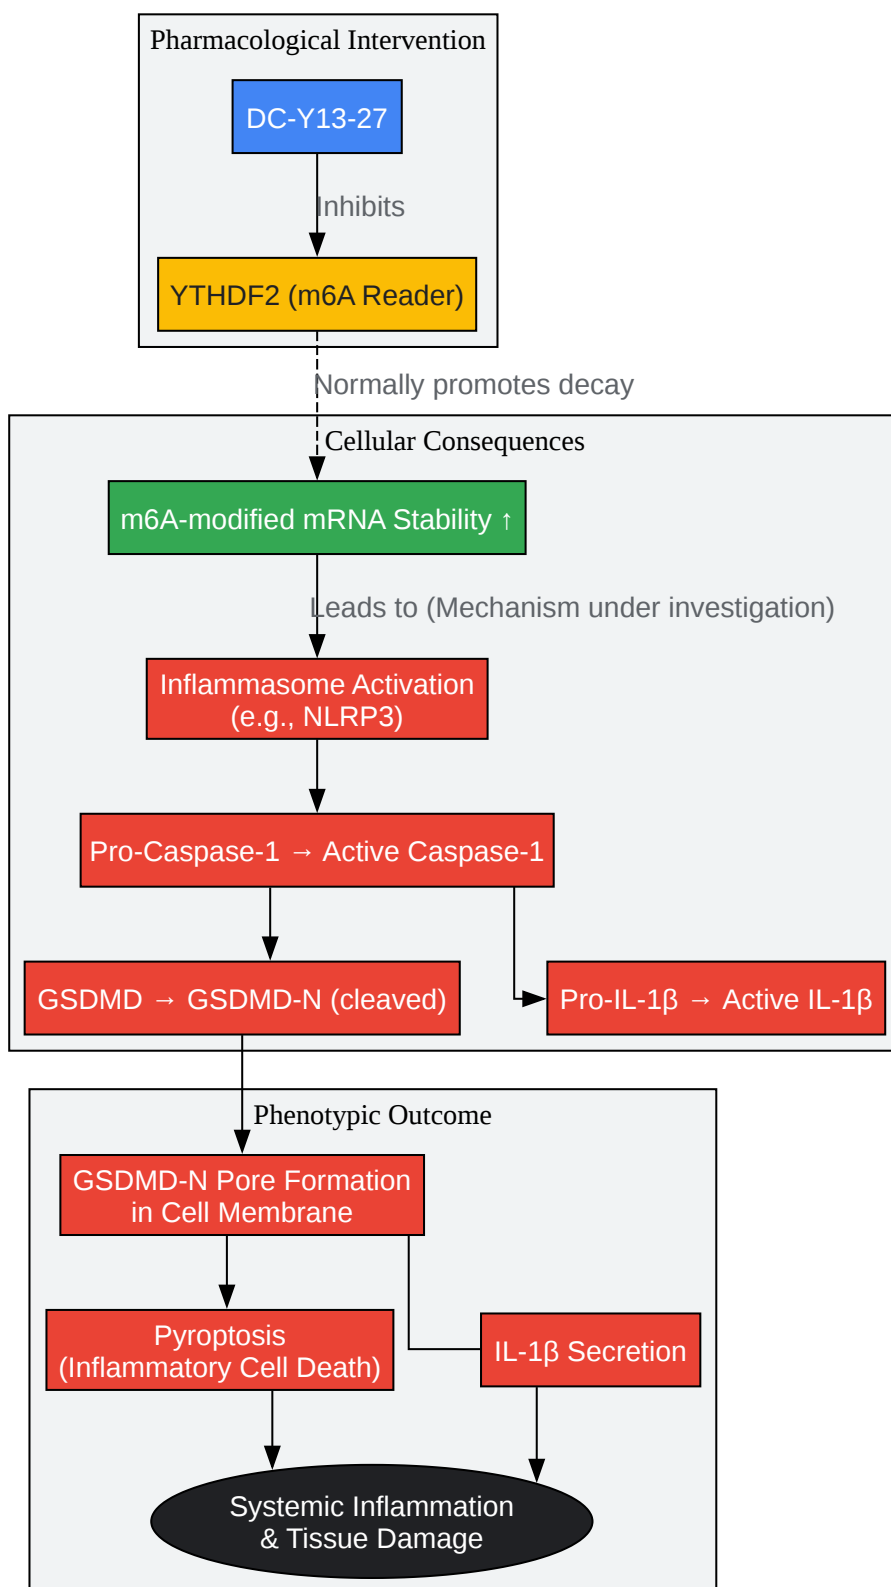 Pharmacological Intervention
DC-Y13-27
Inhibits
YTHDF2 (m6A Reader)
Normally promotes decay
Cellular Consequences
m6A-modified mRNA Stability ↑
Leads to (Mechanism under investigation)
Inflammasome Activation
(e.g., NLRP3)
Pro-Caspase-1 → Active Caspase-1
GSDMD → GSDMD-N (cleaved)
Pro-IL-1β → Active IL-1β
Phenotypic Outcome
GSDMD-N Pore Formation
in Cell Membrane
Pyroptosis
(Inflammatory Cell Death)
IL-1β Secretion
Systemic Inflammation
& Tissue Damage